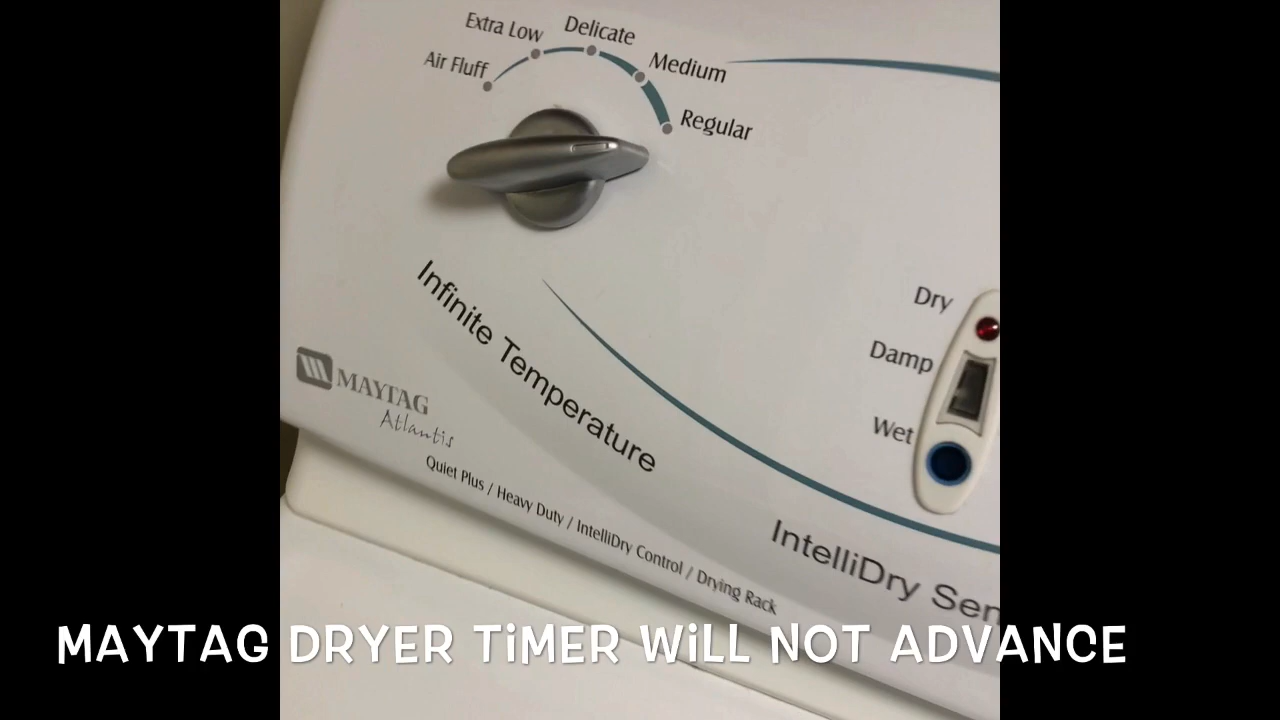 Extra Low
Delicate
Air Fluff
Medium
Regular
Dry
Infinite Temperature
Damp
MAYTAG
Atlantis
Wet
Quiet Plus / Heavy Duty / IntelliDry Control / Drying Rack
IntelliDry Sen
MAYTAG DRYER TiMER WiLL NOT ADVANCE